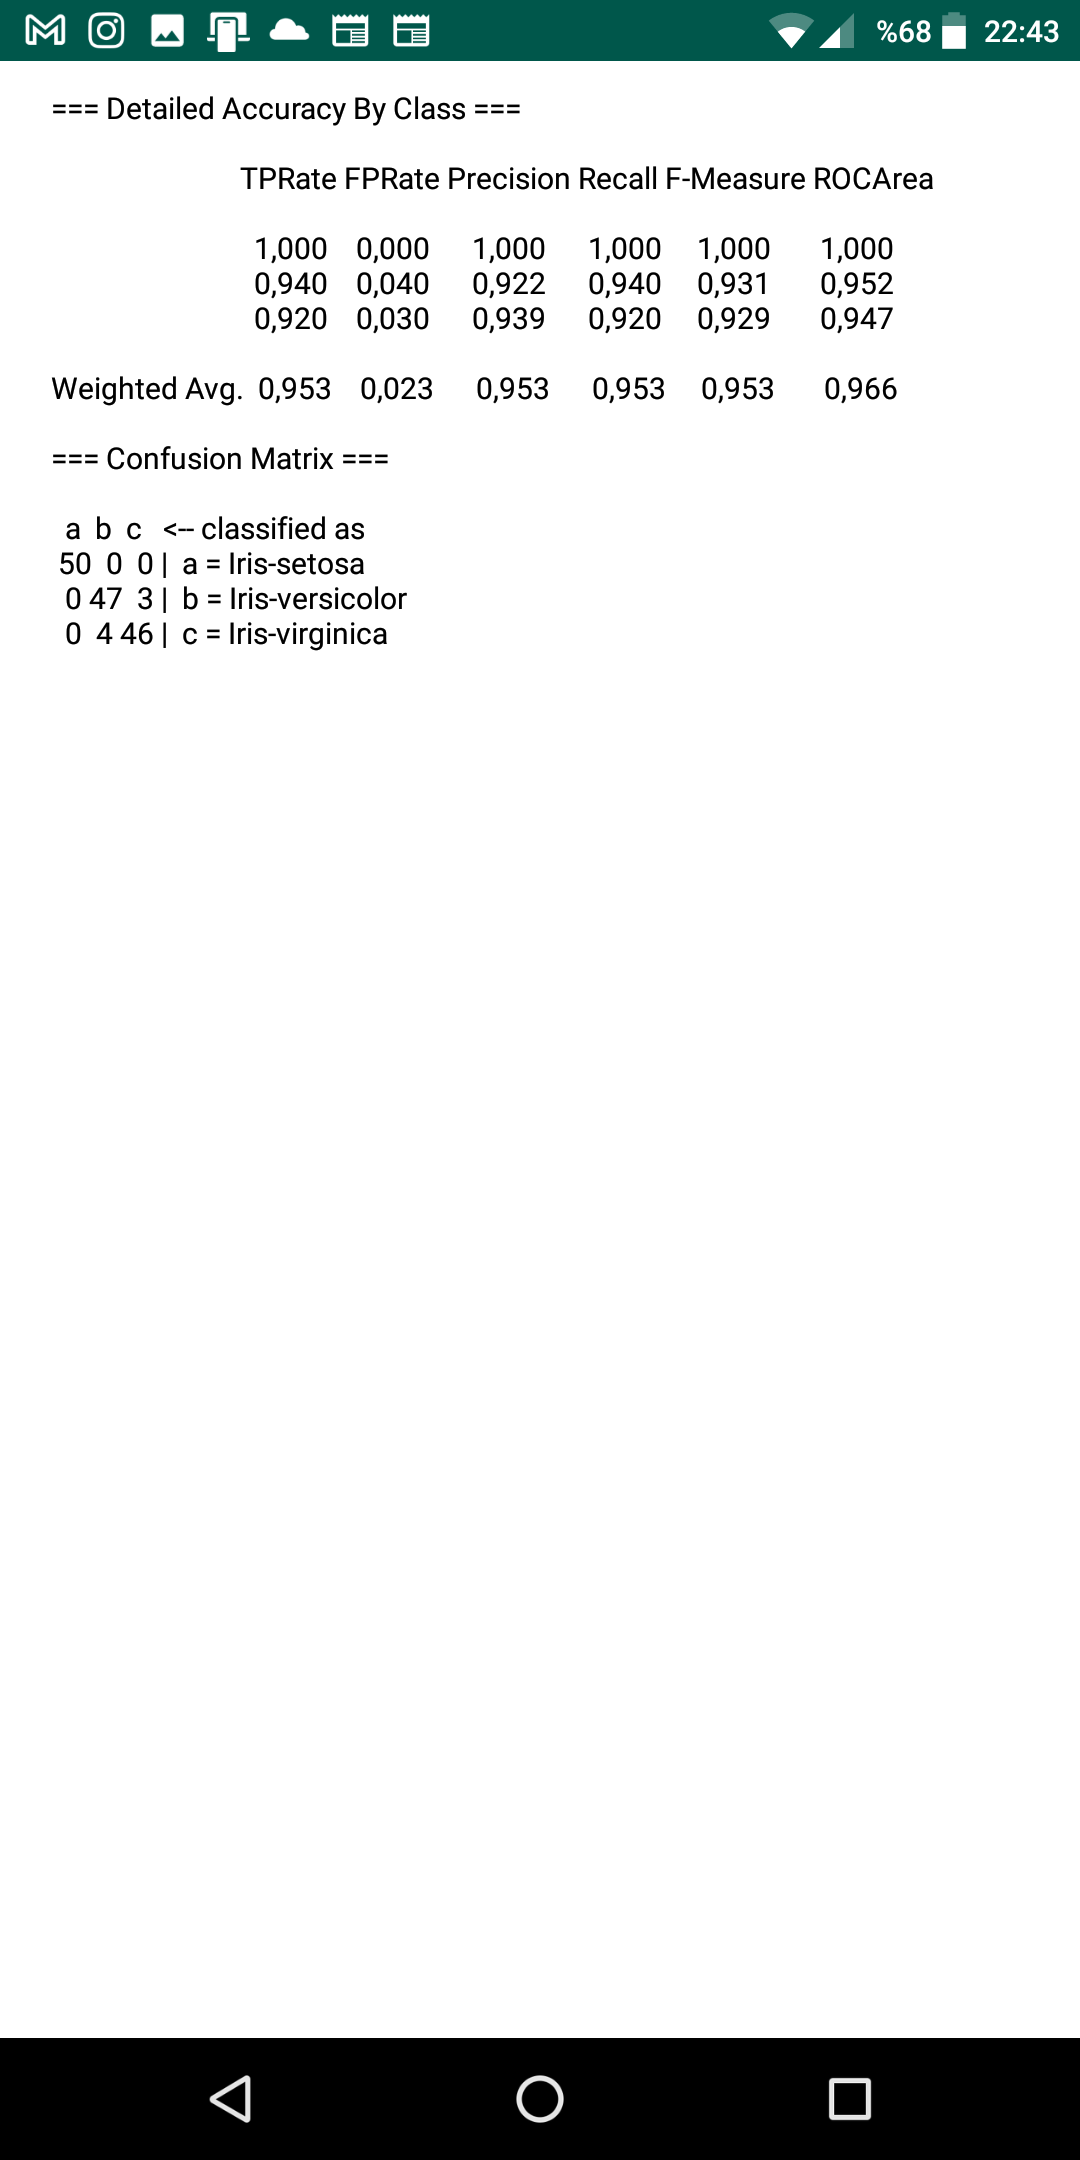 %68 22:43
=== Detailed Accuracy By Class ===
TPRate FPRate Precision Recall F-Measure ROCArea
1,000 0,000 1,000 1,000 1,000 1,000
0,940 0,040 0,922 0,940 0,931 0,952
0,920 0,030 0,939 0,920 0,929 0,947
Weighted Avg. 0,953 0,023 0,953 0,953 0,953 0,966
=== Confusion Matrix ===
a b c <-- classified as
50 0 0 | a = Iris-setosa
0 47 3 | b = Iris-versicolor
0 4 46 | c = Iris-virginica